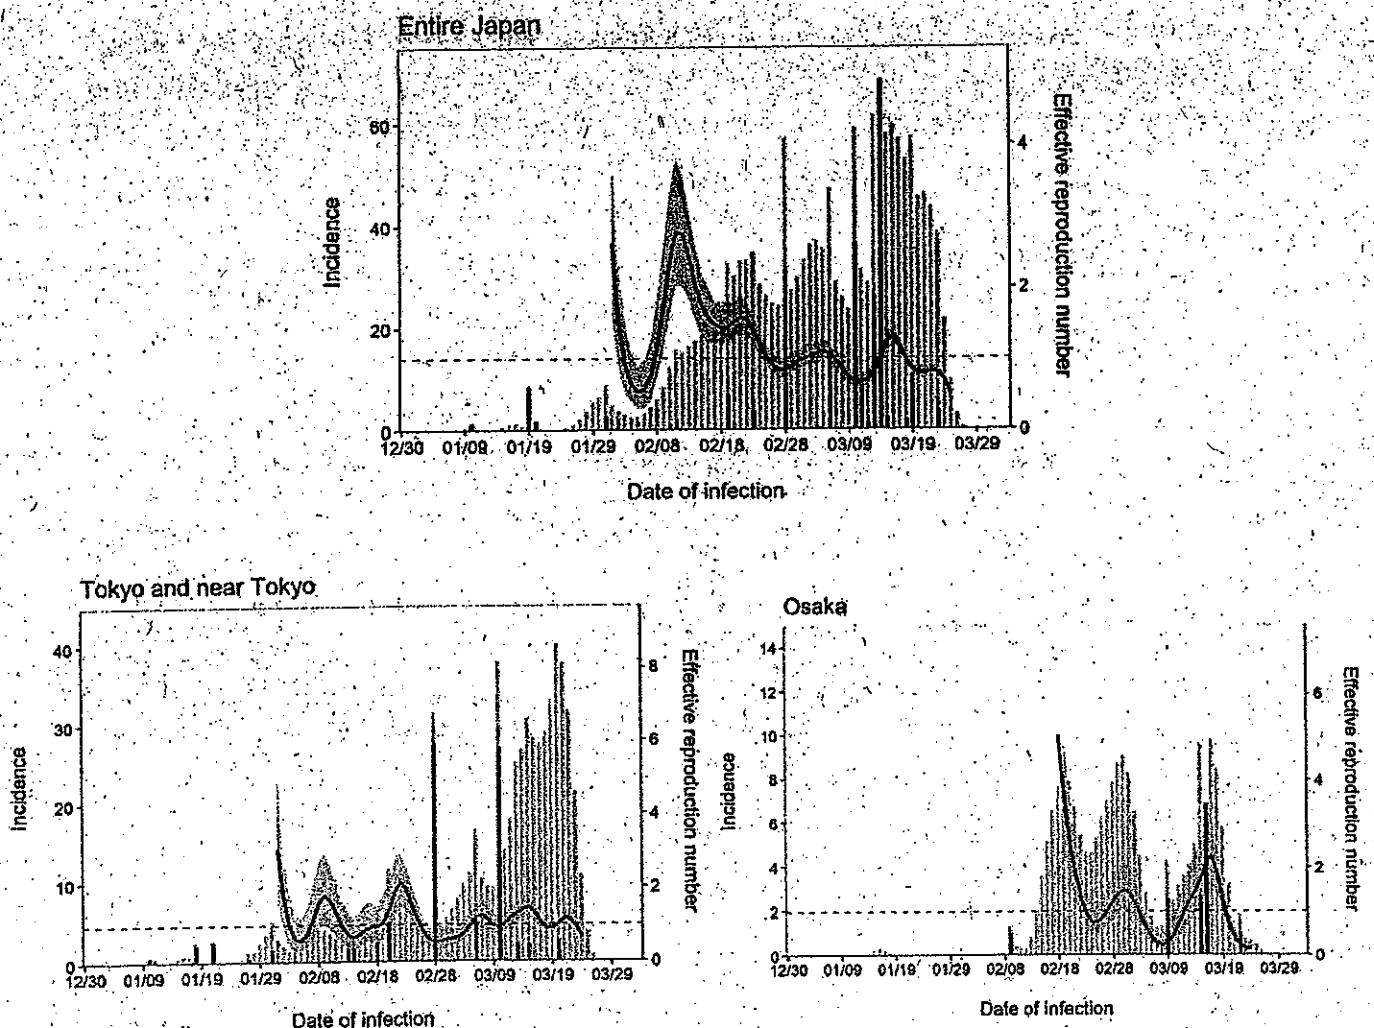 Entire Japan
60
40
20
0
Incidence
4
2
1
0
Effective reproduction number
12/30 01/09 01/19 01/29 02/08 02/18 02/28 03/09 03/19 03/29
Date of infection
Tokyo and near Tokyo
40
30
20
10
0
Incidence
8
6
4
2
0
Effective reproduction number
12/30 01/09 01/19 01/29 02/08 02/18 02/28 03/09 03/19 03/29
Date of infection
Osaka
14
12
10
8
6
4
2
0
Incidence
6
4
2
0
Effective reproduction number
12/30 01/09 01/19 01/29 02/08 02/18 02/28 03/09 03/19 03/29
Date of infection